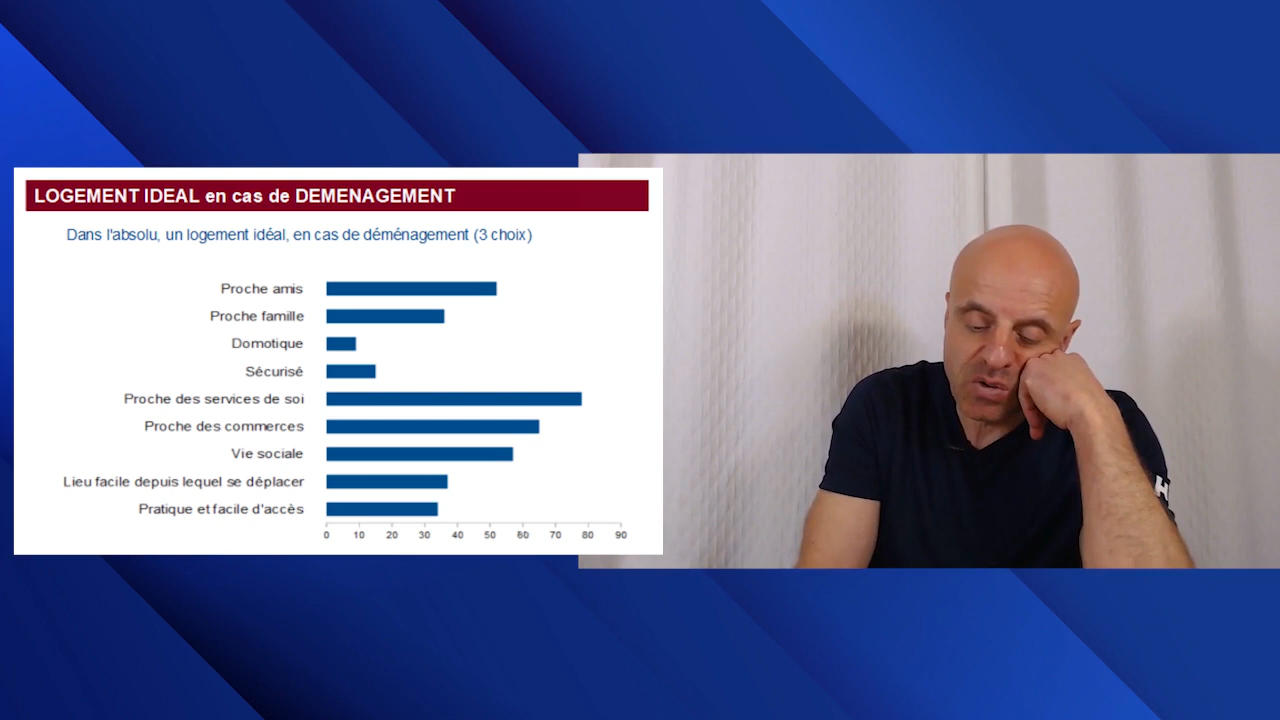 LOGEMENT IDEAL en cas de DEMENAGEMENT
Dans l'absolu, un logement idéal, en cas de déménagement (3 choix)
Proche amis
Proche famille
Domotique
Sécurisé
Proche des services de soi
Proche des commerces
Vie sociale
Lieu facile depuis lequel se déplacer
Pratique et facile d'accès
0 10 20 30 40 50 60 70 80 90
H